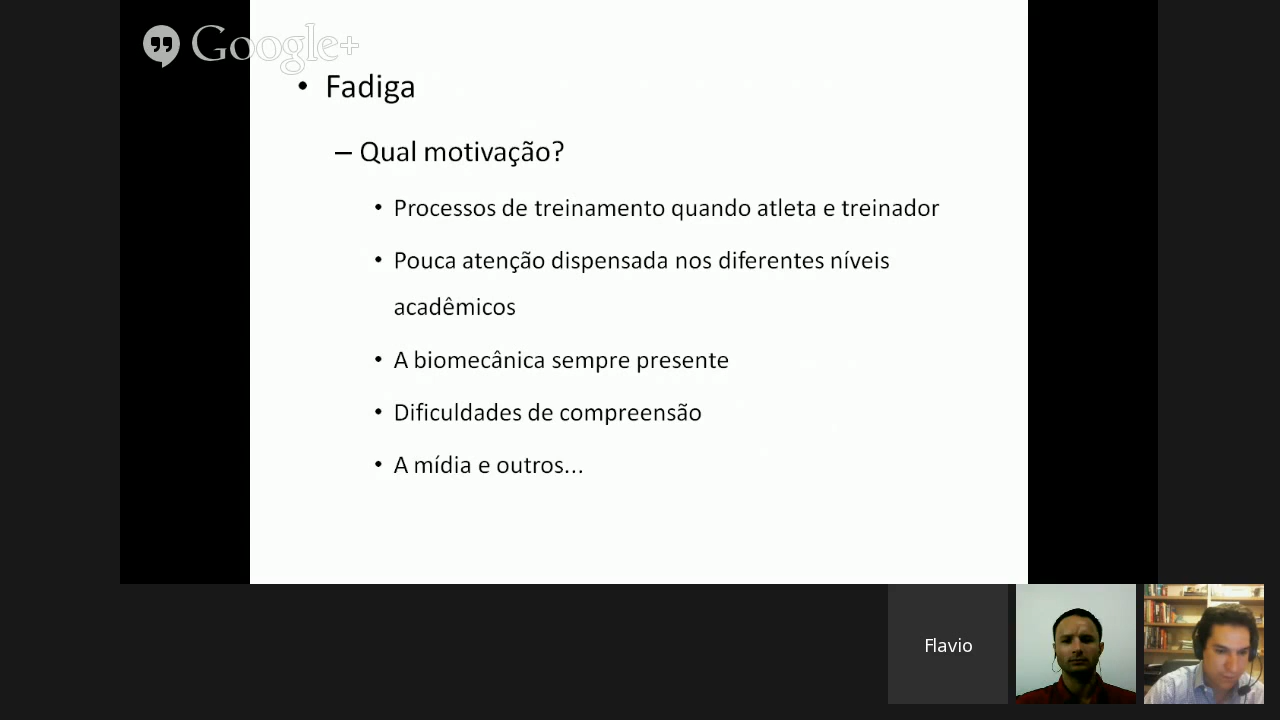 Google+
• Fadiga
– Qual motivação?
• Processos de treinamento quando atleta e treinador
• Pouca atenção dispensada nos diferentes níveis
acadêmicos
• A biomecânica sempre presente
• Dificuldades de compreensão
• A mídia e outros...
Flavio